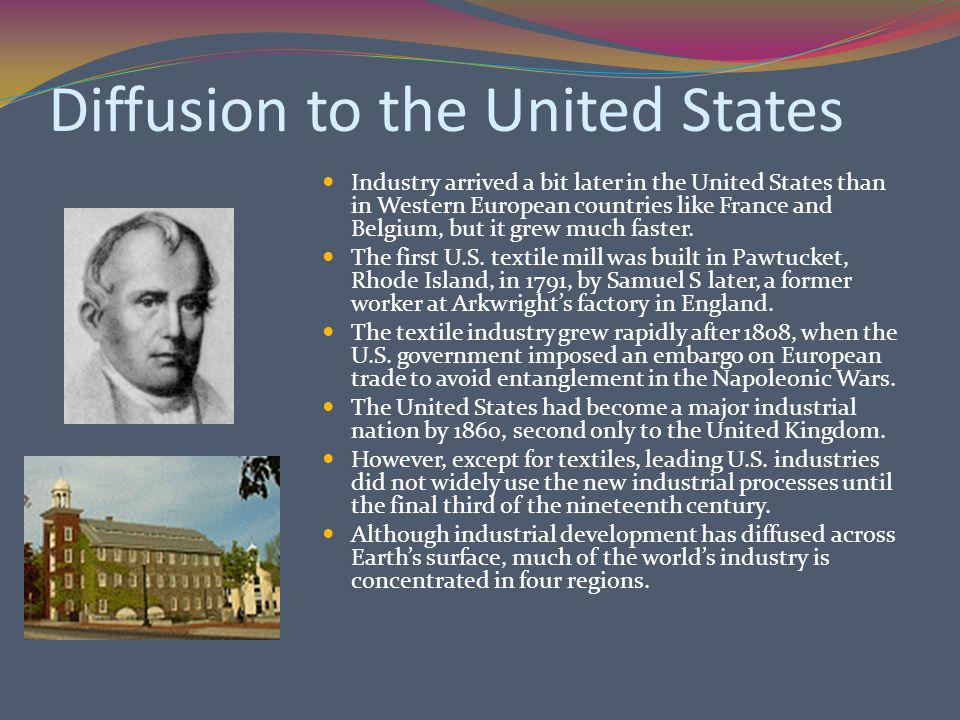 Diffusion to the United States
Industry arrived a bit later in the United States than
in Western European countries like France and
Belgium, but it grew much faster.
The first U.S. textile mill was built in Pawtucket,
Rhode Island, in 1791, by Samuel S later, a former
worker at Arkwright’s factory in England.
The textile industry grew rapidly after 1808, when the
U.S. government imposed an embargo on European
trade to avoid entanglement in the Napoleonic Wars.
The United States had become a major industrial
nation by 1860, second only to the United Kingdom.
However, except for textiles, leading U.S. industries
did not widely use the new industrial processes until
the final third of the nineteenth century.
Although industrial development has diffused across
Earth’s surface, much of the world’s industry is
concentrated in four regions.